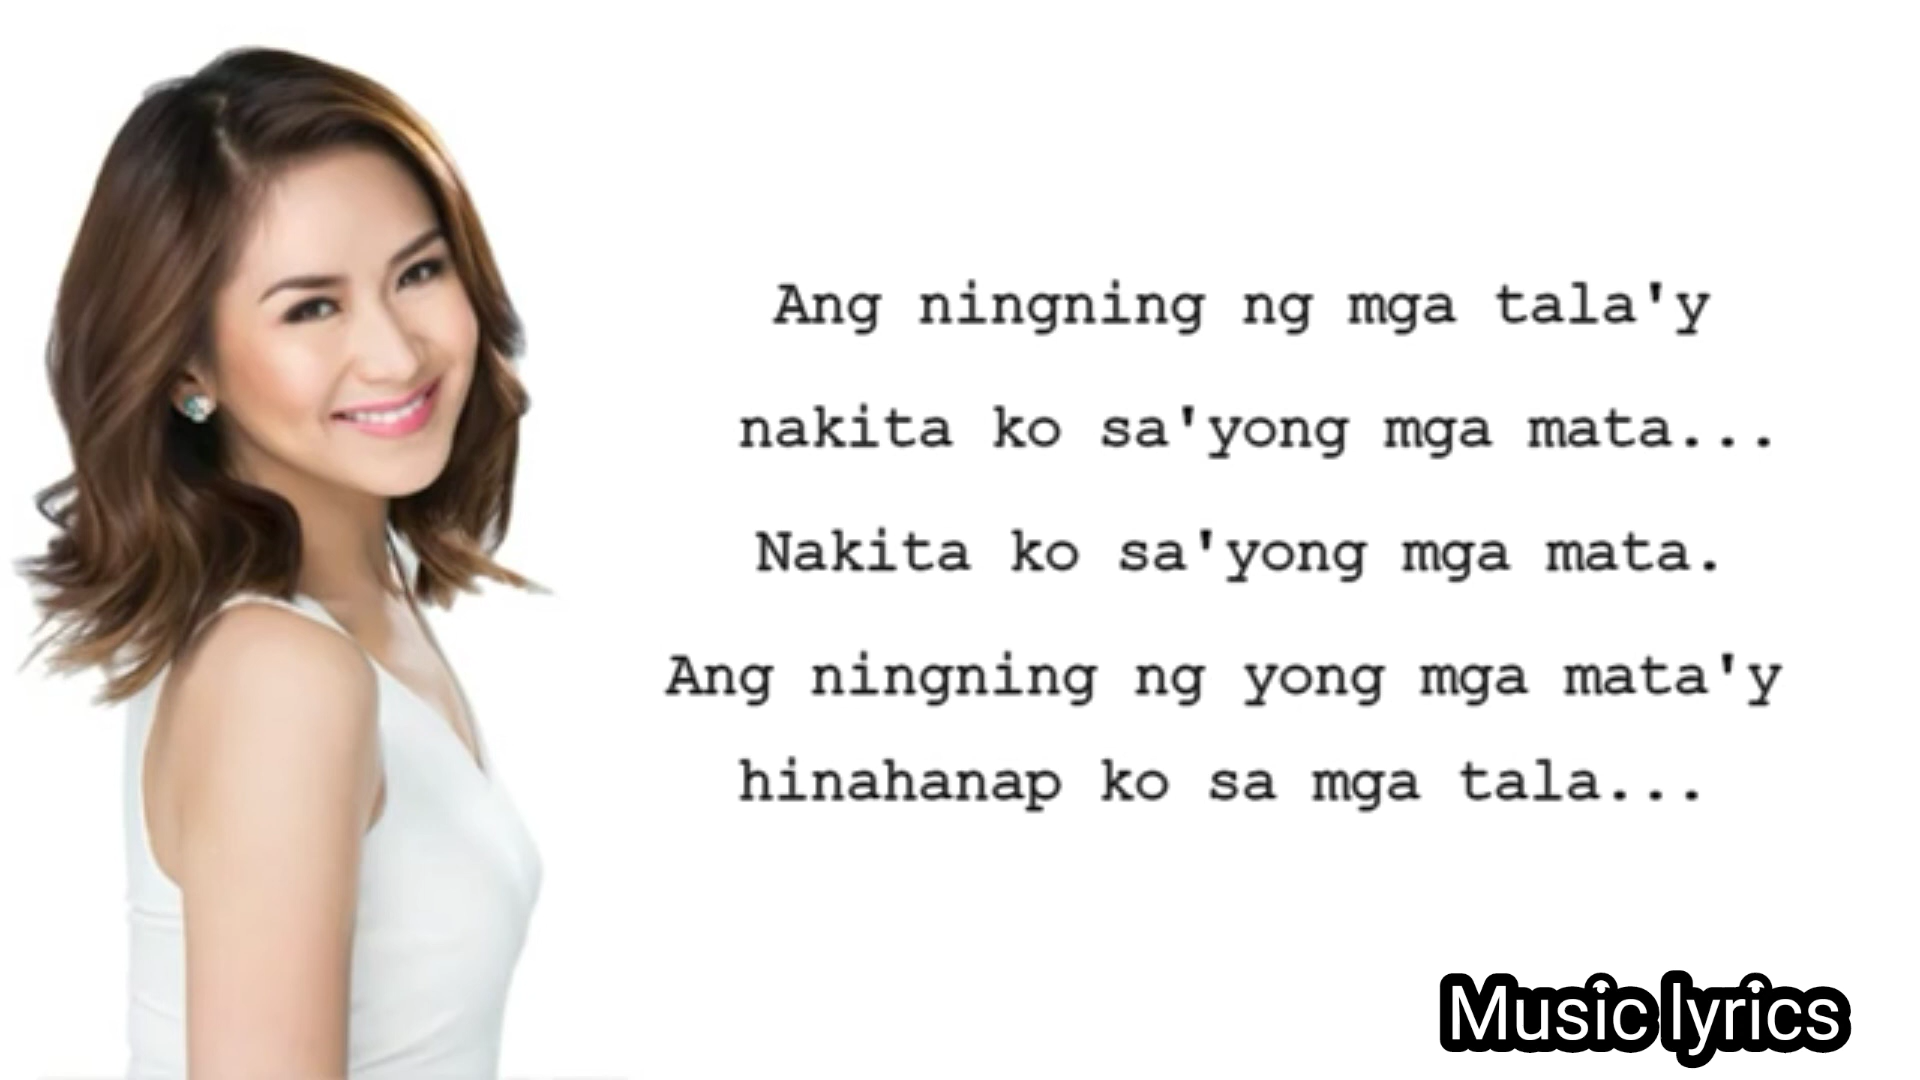 Ang ningning ng mga tala'y
nakita ko sa'yong mga mata...
Nakita ko sa'yong mga mata.
Ang ningning ng yong mga mata'y
hinahanap ko sa mga tala...
Music lyrics